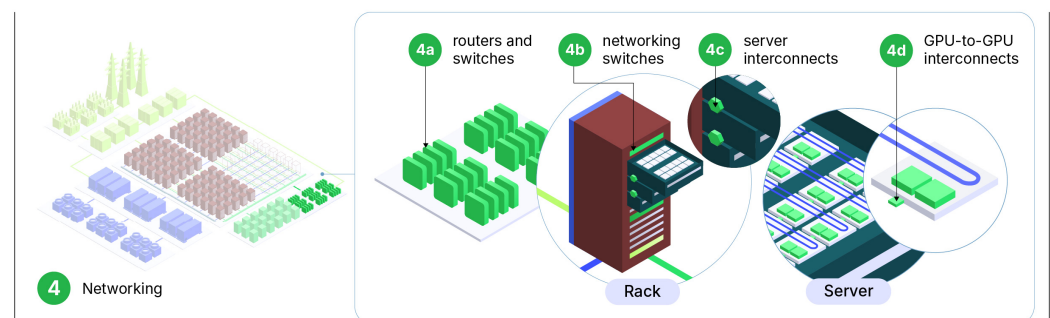 4a routers and
switches
4b networking
switches
4c server
interconnects
4d GPU-to-GPU
interconnects
4 Networking
Rack
Server